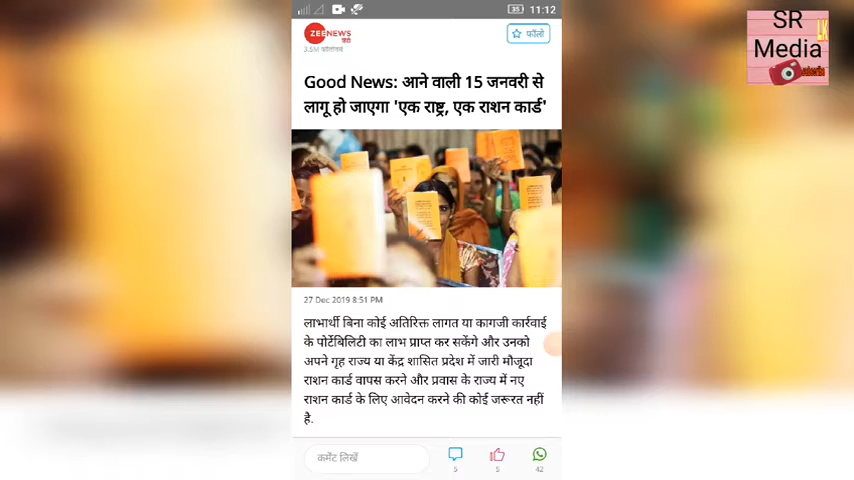 11:12
SR
Media
LK
ZEENEWS
हिंदी
फॉलो
Good News: आने वाली 15 जनवरी से
लागू हो जाएगा 'एक राष्ट्र, एक राशन कार्ड'
27 Dec 2019 8:51 PM
लाभार्थी बिना कोई अतिरिक्त लागत या कागजी कार्रवाई
के पोर्टेबिलिटी का लाभ प्राप्त कर सकेंगे और उनको
अपने गृह राज्य या केंद्र शासित प्रदेश में जारी मौजूदा
राशन कार्ड वापस करने और प्रवास के राज्य में नए
राशन कार्ड के लिए आवेदन करने की कोई जरूरत नहीं
है.
कमेंट लिखें
5
5
42